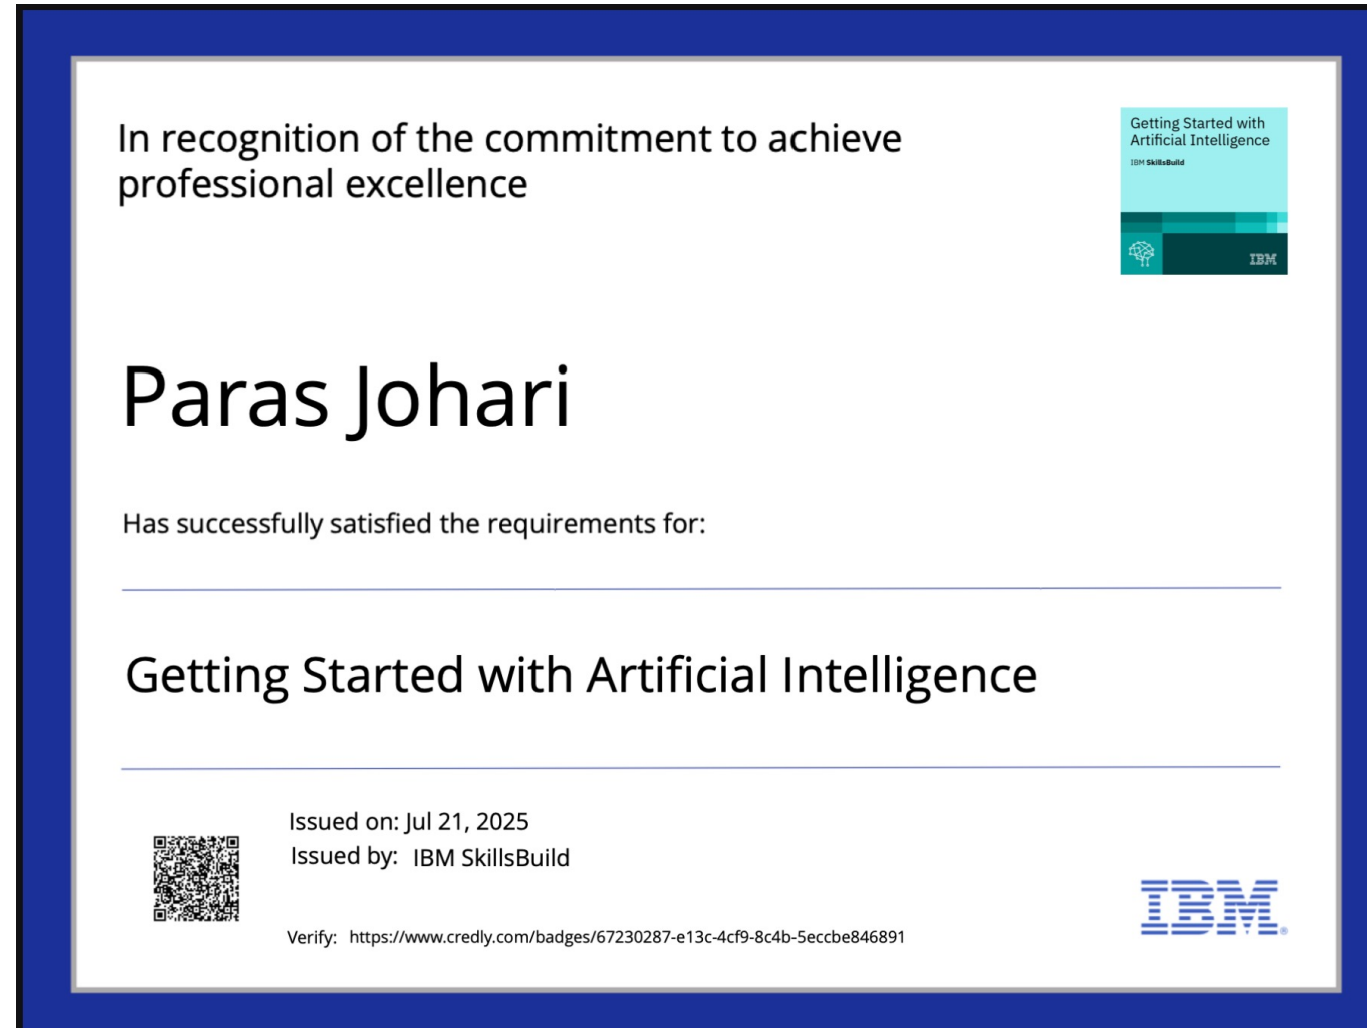 In recognition of the commitment to achieve
professional excellence
Getting Started with
Artificial Intelligence
IBM SkillsBuild
IBM
Paras Johari
Has successfully satisfied the requirements for:
Getting Started with Artificial Intelligence
Issued on: Jul 21, 2025
Issued by: IBM SkillsBuild
Verify: https://www.credly.com/badges/67230287-e13c-4cf9-8c4b-5eccbe846891
IBM®